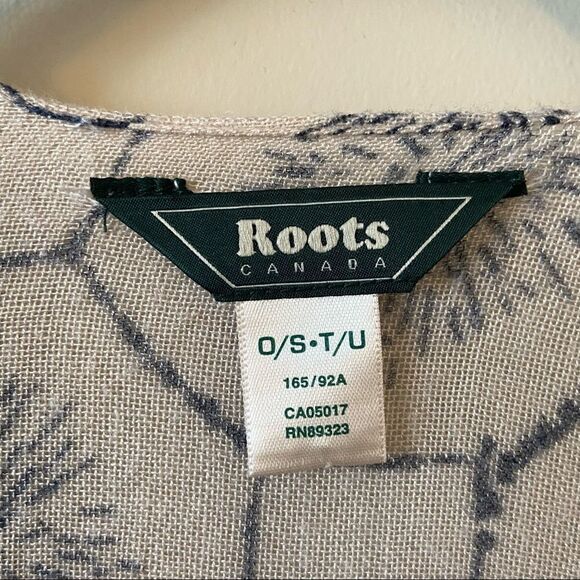 Roots
CANADA
O/S•T/U
165/92A
CA05017
RN89323